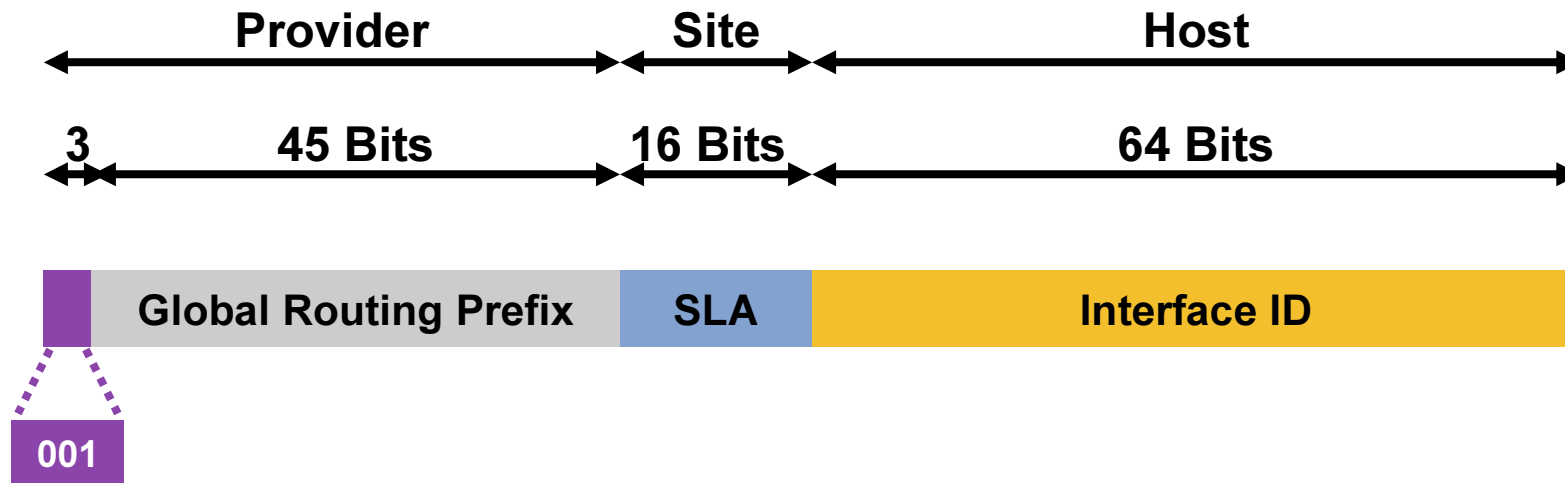 Provider Site Host
3 45 Bits 16 Bits 64 Bits
Global Routing Prefix SLA Interface ID
001